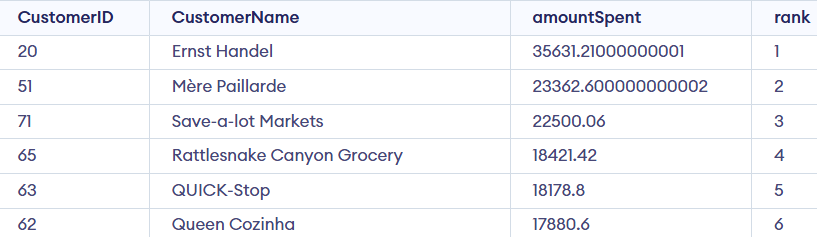 CustomerID CustomerName amountSpent rank
20 Ernst Handel 35631.21000000001 1
51 Mère Paillarde 23362.600000000002 2
71 Save-a-lot Markets 22500.06 3
65 Rattlesnake Canyon Grocery 18421.42 4
63 QUICK-Stop 18178.8 5
62 Queen Cozinha 17880.6 6